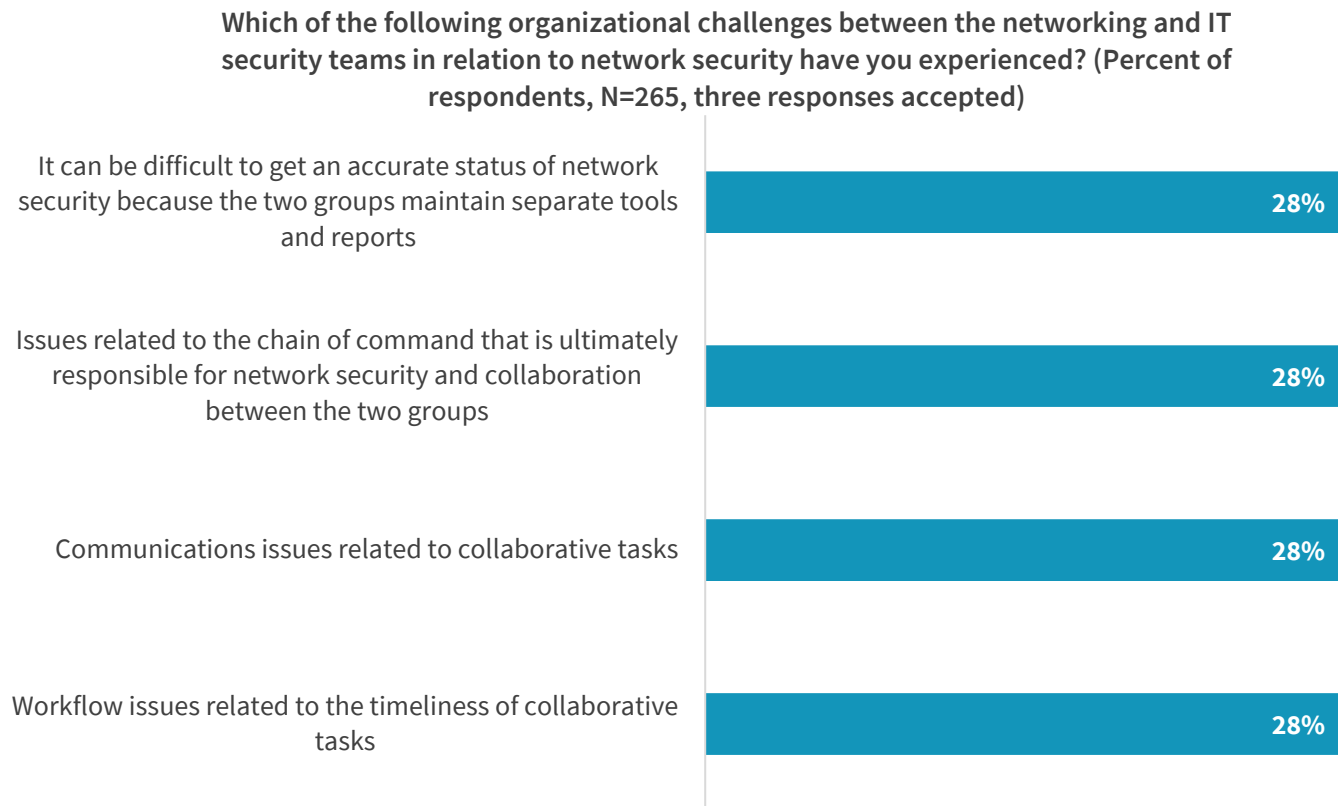 Which of the following organizational challenges between the networking and IT
security teams in relation to network security have you experienced? (Percent of
respondents, N=265, three responses accepted)
It can be difficult to get an accurate status of network
security because the two groups maintain separate tools
and reports
28%
Issues related to the chain of command that is ultimately
responsible for network security and collaboration
between the two groups
28%
Communications issues related to collaborative tasks
28%
Workflow issues related to the timeliness of collaborative
tasks
28%